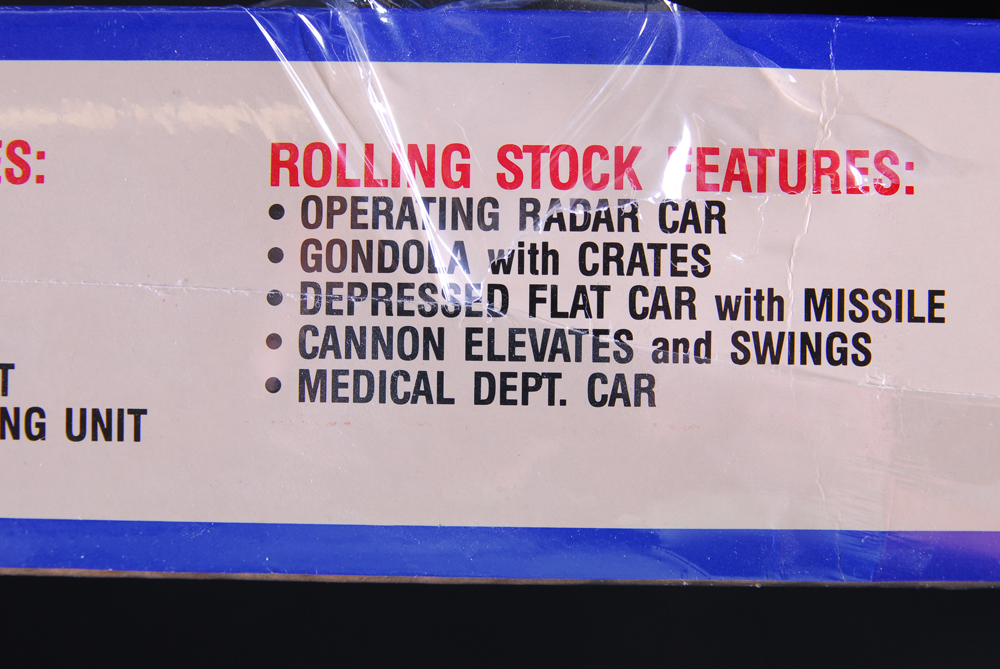 ES:
T
NG UNIT
ROLLING STOCK FEATURES:
• OPERATING RADAR CAR
• GONDOLA with CRATES
• DEPRESSED FLAT CAR with MISSILE
• CANNON ELEVATES and SWINGS
• MEDICAL DEPT. CAR